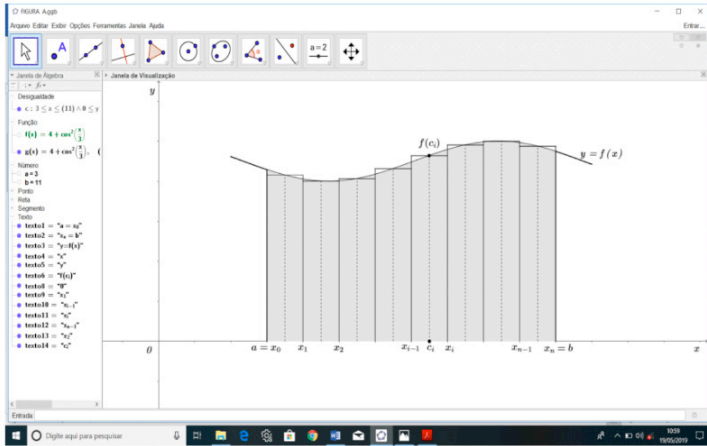 FIGURA A.ggb
Arquivo Editar Exibir Opções Ferramentas Janela Ajuda
Entrar...
a = 2
Janela de Álgebra
Janela de Visualização
Desigualdade
c : 3 ≤ x ≤ (11) ∧ 0 ≤ y
Função
f(x) = 4 + cos²(x/3)
g(x) = 4 + cos²(x/3), (
Número
a = 3
b = 11
Ponto
Reta
Segmento
Texto
texto1 = "a = x₀"
texto2 = "xₙ = b"
texto3 = "y=f(x)"
texto4 = "x"
texto5 = "y"
texto6 = "f(cᵢ)"
texto8 = "0"
texto9 = "x₁"
texto10 = "xᵢ₋₁"
texto11 = "xᵢ"
texto12 = "xₙ₋₁"
texto13 = "x₂"
texto14 = "cᵢ"
y
f(cᵢ)
y = f(x)
0
a = x₀ x₁ x₂ xᵢ₋₁ cᵢ xᵢ xₙ₋₁ xₙ = b x
Entrada:
Digite aqui para pesquisar
10:59
19/05/2019